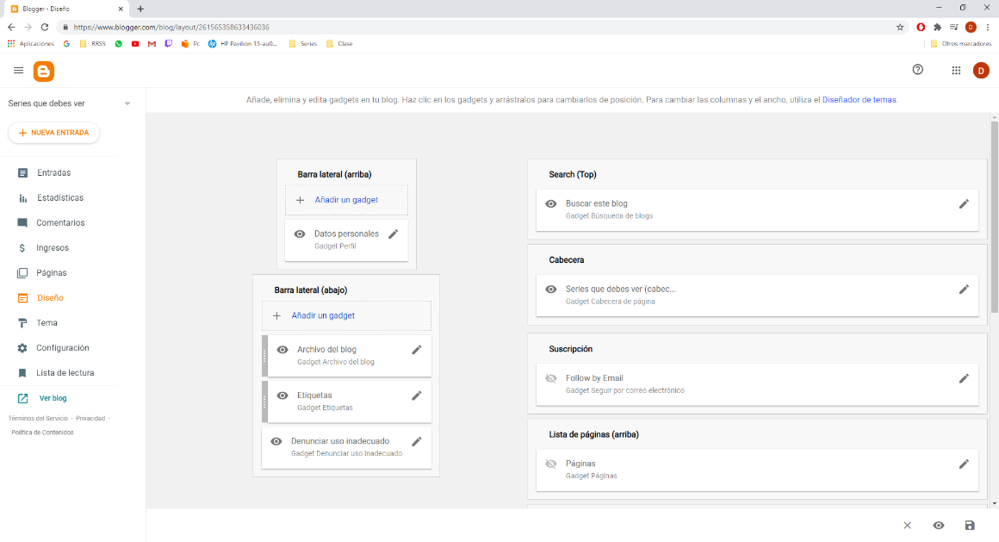 Blogger - Diseño
https://www.blogger.com/blog/layout/261565358633436036
D
Aplicaciones
RRSS
Pc
HP Pavilion 15-au0...
Series
Clase
Otros marcadores
D
Series que debes ver
Añade, elimina y edita gadgets en tu blog. Haz clic en los gadgets y arrástralos para cambiarlos de posición. Para cambiar las columnas y el ancho, utiliza el Diseñador de temas.
NUEVA ENTRADA
Entradas
Estadísticas
Comentarios
Ingresos
Páginas
Diseño
Tema
Configuración
Lista de lectura
Ver blog
Términos del Servicio · Privacidad ·
Política de Contenidos
Barra lateral (arriba)
Añadir un gadget
Datos personales
Gadget Perfil
Barra lateral (abajo)
Añadir un gadget
Archivo del blog
Gadget Archivo del blog
Etiquetas
Gadget Etiquetas
Denunciar uso inadecuado
Gadget Denunciar uso inadecuado
Search (Top)
Buscar este blog
Gadget Búsqueda de blogs
Cabecera
Series que debes ver (cabec...
Gadget Cabecera de página
Suscripción
Follow by Email
Gadget Seguir por correo electrónico
Lista de páginas (arriba)
Páginas
Gadget Páginas